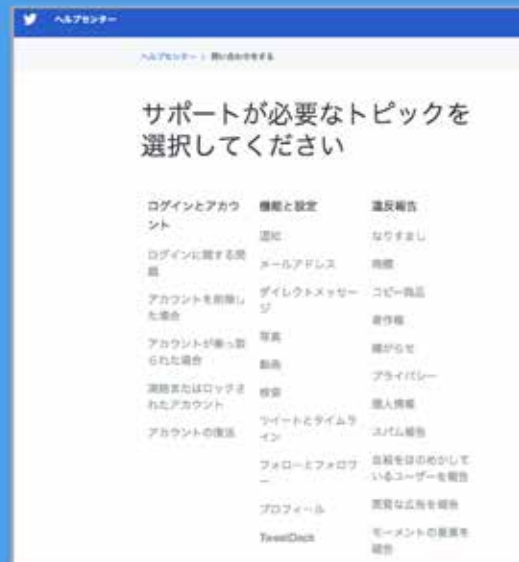 ヘルプセンター
ヘルプセンター › 問い合わせをする
サポートが必要なトピックを
選択してください
ログインとアカウ
ント
ログインに関する問
題
アカウントを削除し
た場合
アカウントが乗っ取
られた場合
凍結またはロックさ
れたアカウント
アカウントの復活
機能と設定
通知
メールアドレス
ダイレクトメッセー
ジ
写真
動画
検索
ツイートとタイムラ
イン
フォローとフォロワ
ー
プロフィール
TweetDeck
違反報告
なりすまし
商標
コピー商品
著作権
嫌がらせ
プライバシー
個人情報
スパム報告
自殺をほのめかして
いるユーザーを報告
悪質な広告を報告
モーメントの悪質を
報告